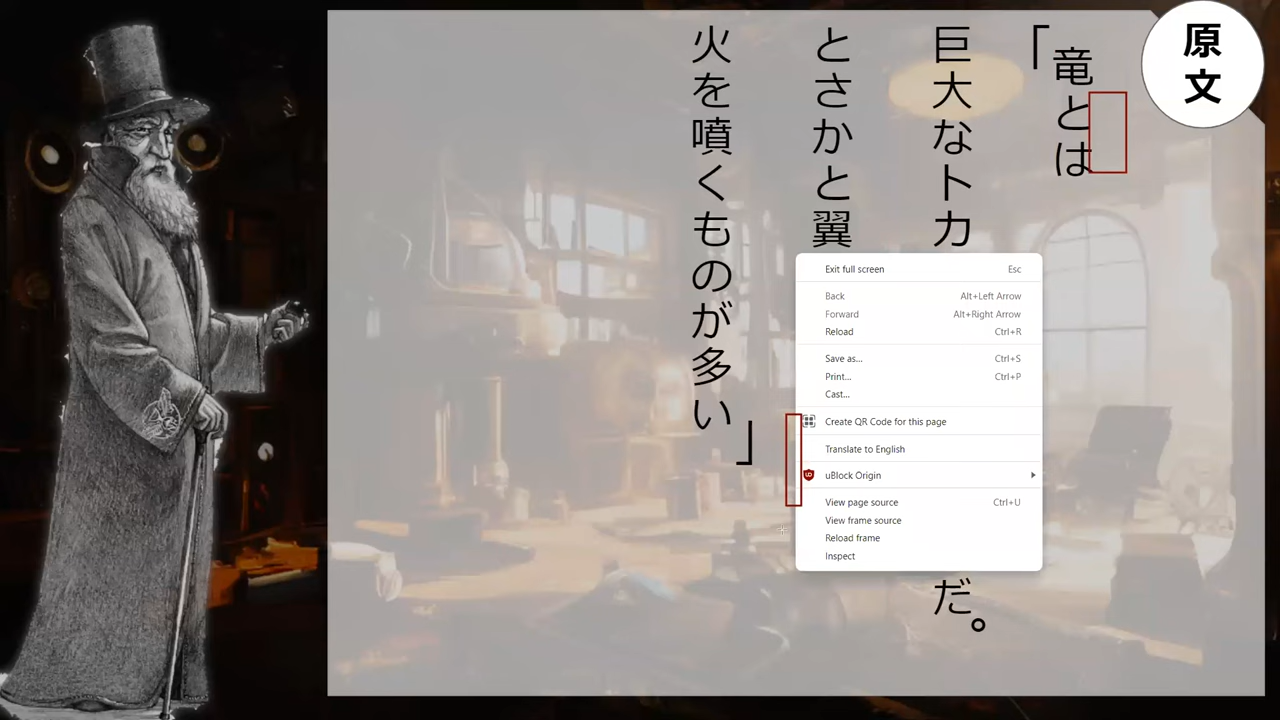 原文
「竜とは
巨大なトカ
だ。
とさかと翼
火を噴くものが多い」
Exit full screen Esc
Back Alt+Left Arrow
Forward Alt+Right Arrow
Reload Ctrl+R
Save as... Ctrl+S
Print... Ctrl+P
Cast...
Create QR Code for this page
Translate to English
uBlock Origin
View page source Ctrl+U
View frame source
Reload frame
Inspect